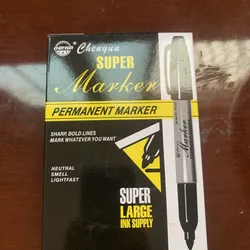 Chenyun
SUPER
Marker
PERMANENT MARKER
SHARP, BOLD LINES
MARK WHATEVER YOU WANT
NEUTRAL
SMELL
LIGHTFAST
SUPER
LARGE
INK SUPPLY
Marker